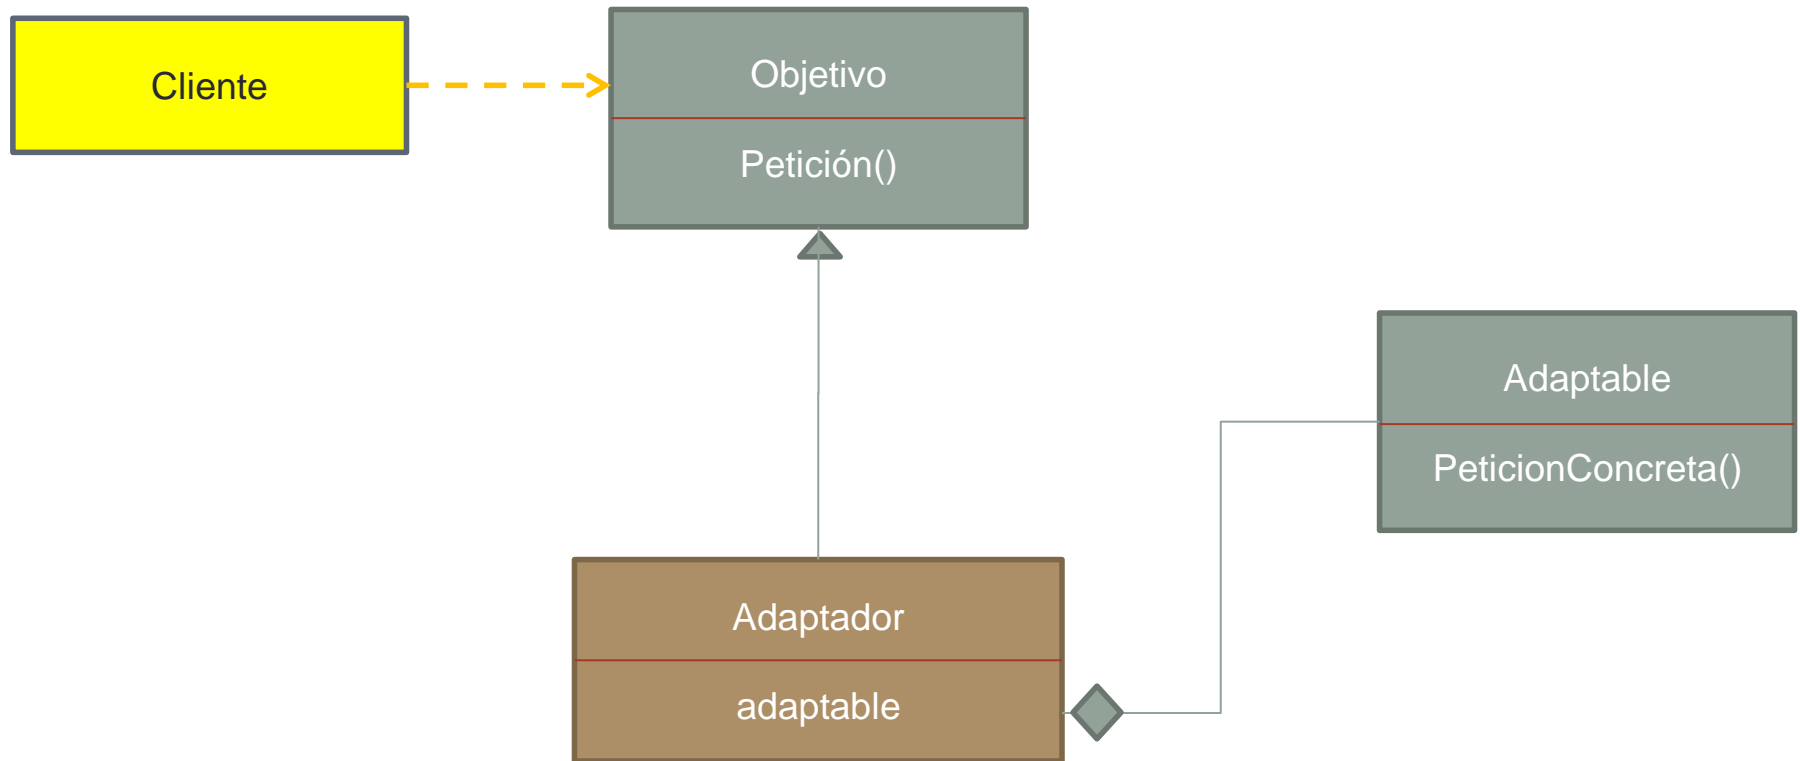 Cliente
Objetivo
Petición()
Adaptable
PeticionConcreta()
Adaptador
adaptable